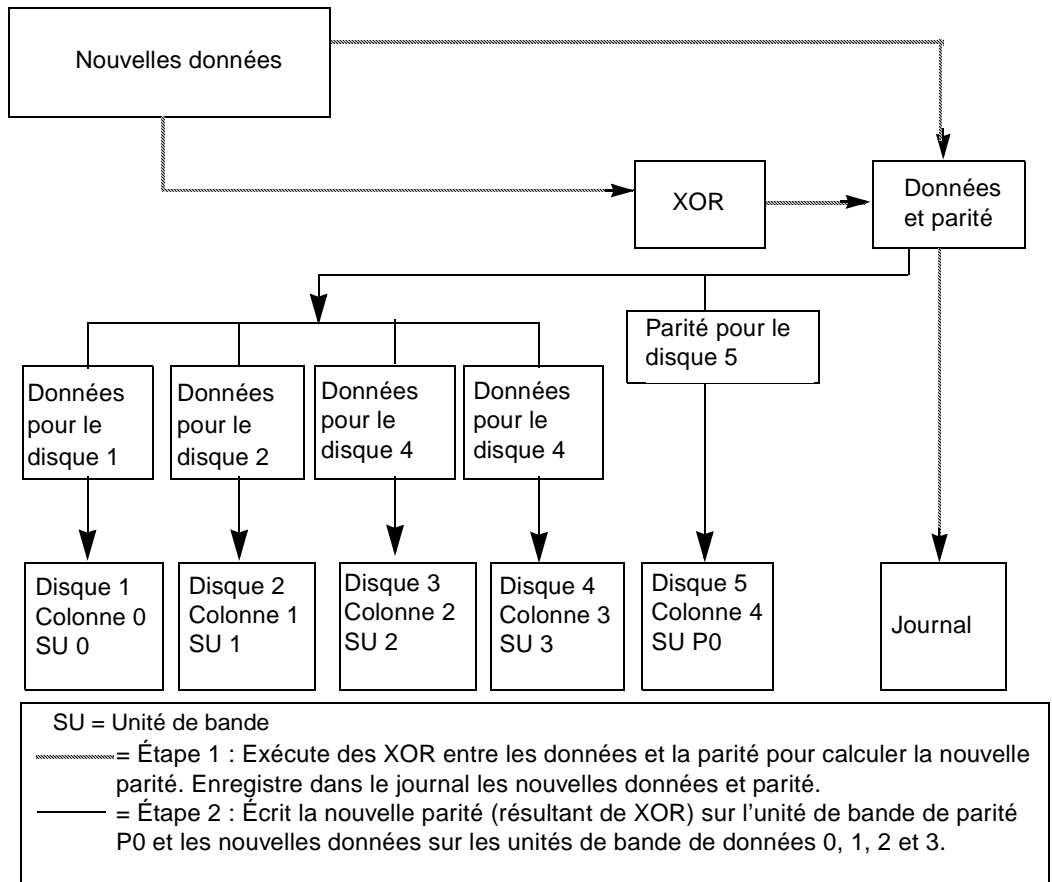 Nouvelles données
XOR
Données
et parité
Parité pour le
disque 5
Données
pour le
disque 1
Données
pour le
disque 2
Données
pour le
disque 4
Données
pour le
disque 4
Disque 1
Colonne 0
SU 0
Disque 2
Colonne 1
SU 1
Disque 3
Colonne 2
SU 2
Disque 4
Colonne 3
SU 3
Disque 5
Colonne 4
SU P0
Journal
SU = Unité de bande
= Étape 1 : Exécute des XOR entre les données et la parité pour calculer la nouvelle
parité. Enregistre dans le journal les nouvelles données et parité.
= Étape 2 : Écrit la nouvelle parité (résultant de XOR) sur l’unité de bande de parité
P0 et les nouvelles données sur les unités de bande de données 0, 1, 2 et 3.